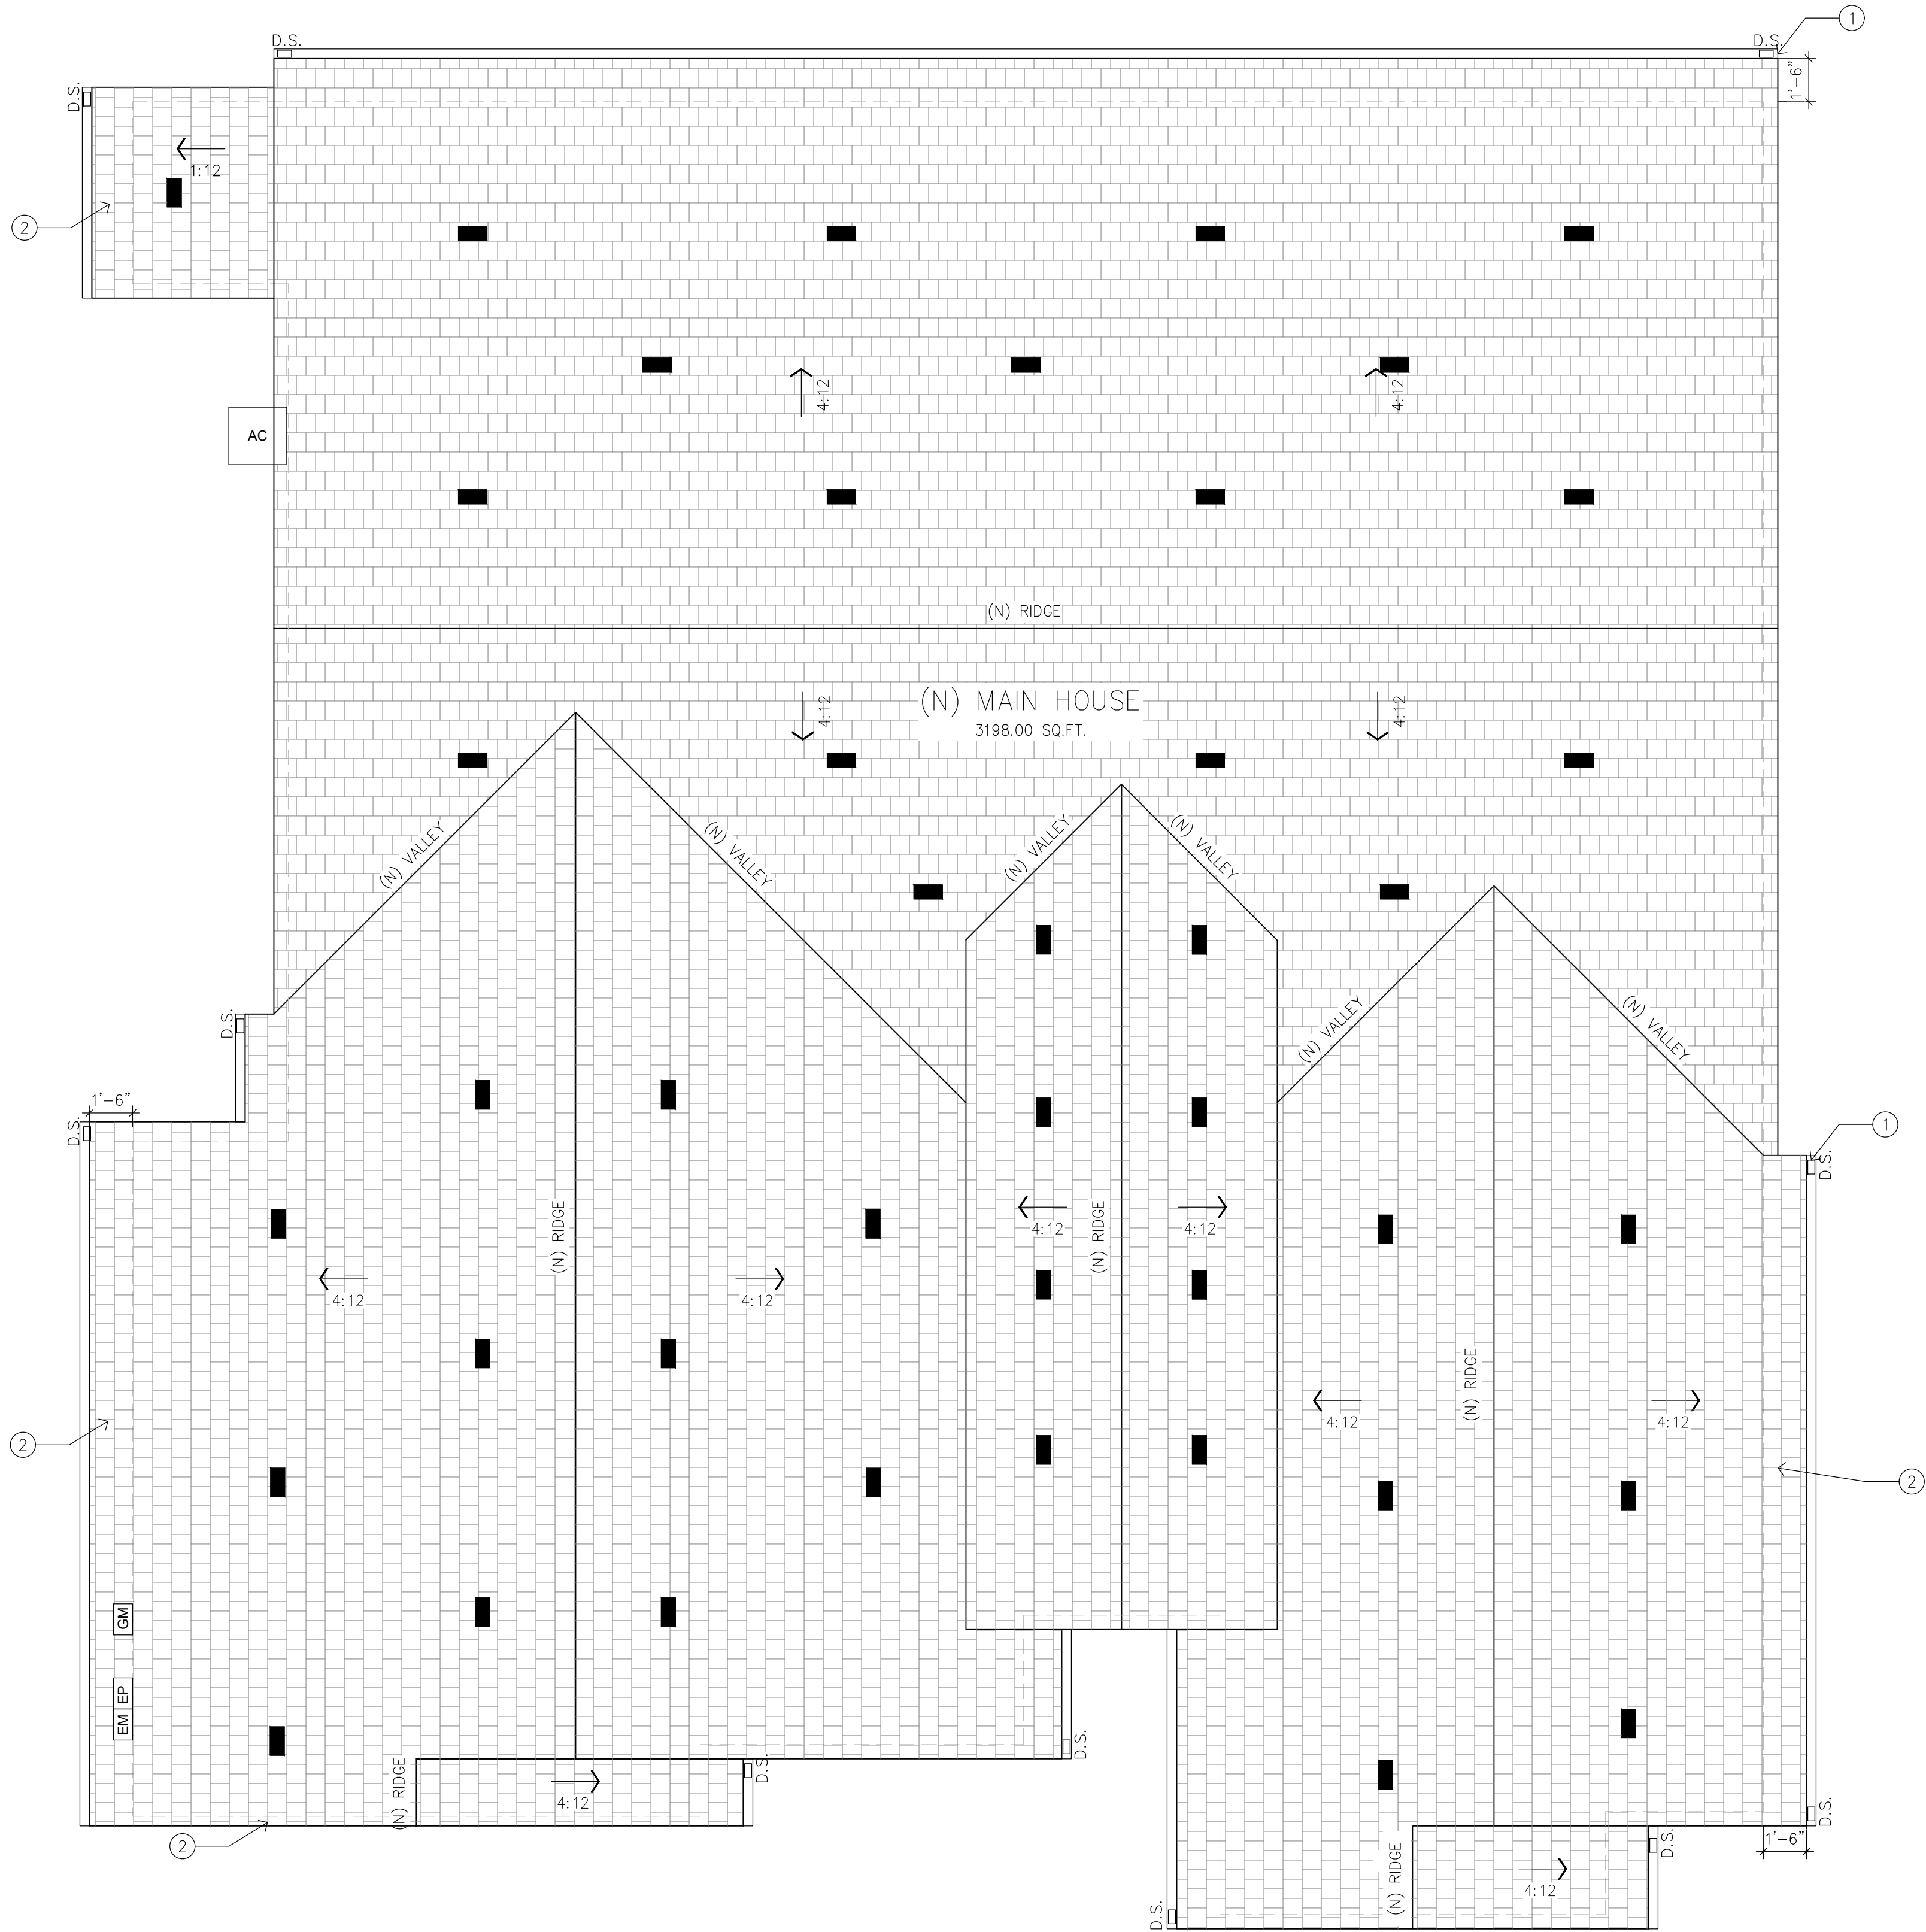 1
D.S.
D.S.
1'-6"
D.S.
1:12
2
4:12
4:12
AC
(N) RIDGE
(N) MAIN HOUSE
3198.00 SQ.FT.
4:12
4:12
(N) VALLEY
(N) VALLEY
(N) VALLEY
(N) VALLEY
(N) VALLEY
(N) VALLEY
D.S.
1'-6"
D.S.
1
D.S.
(N) RIDGE
(N) RIDGE
4:12
4:12
4:12
4:12
(N) RIDGE
4:12
4:12
2
2
GM
EP
EM
D.S.
D.S.
(N) RIDGE
4:12
D.S.
2
1'-6"
D.S.
(N) RIDGE
4:12
D.S.